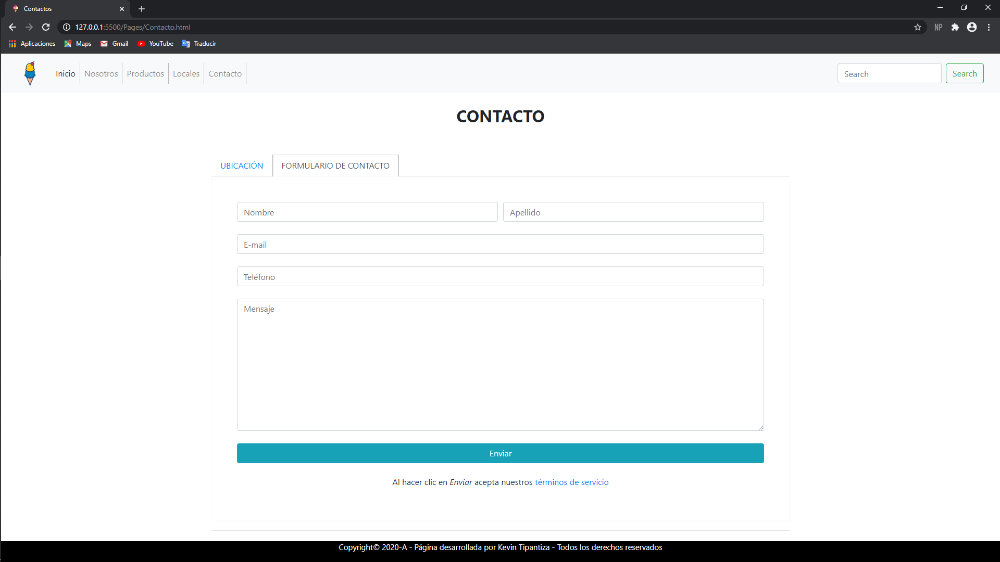 Contactos
127.0.0.1:5500/Pages/Contacto.html
NP
Aplicaciones Maps Gmail YouTube Traducir
Inicio Nosotros Productos Locales Contacto Search Search
CONTACTO
UBICACIÓN FORMULARIO DE CONTACTO
Nombre Apellido
E-mail
Teléfono
Mensaje
Enviar
Al hacer clic en Enviar acepta nuestros términos de servicio
Copyright© 2020-A - Página desarrollada por Kevin Tipantiza - Todos los derechos reservados